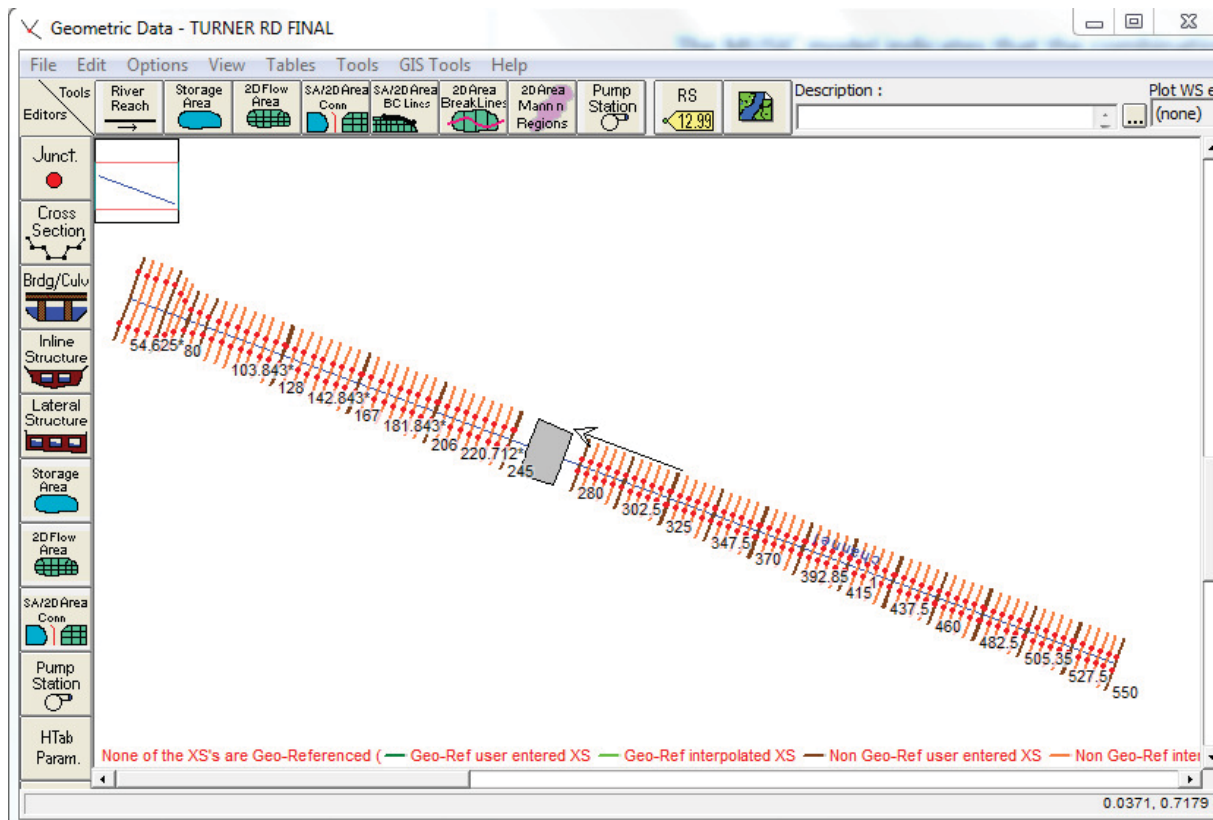 Geometric Data - TURNER RD FINAL
File Edit Options View Tables Tools GIS Tools Help
Tools
Editors
River
Reach
Storage
Area
2D Flow
Area
SA/2D Area
Conn
SA/2D Area
BC Lines
2D Area
BreakLines
2D Area
Mann n
Regions
Pump
Station
RS
12.99
Description :
...
Plot WS e
(none)
Junct.
Cross
Section
Brdg/Culv
Inline
Structure
Lateral
Structure
Storage
Area
2D Flow
Area
SA/2D Area
Conn
Pump
Station
HTab
Param.
54.625*
80
103.843*
128
142.843*
167
181.843*
206
220.712*
245
280
302.5
325
347.5
370
392.85
415
437.5
460
482.5
505.35
527.5
550
channel
1
None of the XS's are Geo-Referenced ( Geo-Ref user entered XS Geo-Ref interpolated XS Non Geo-Ref user entered XS Non Geo-Ref inter
0.0371, 0.7179